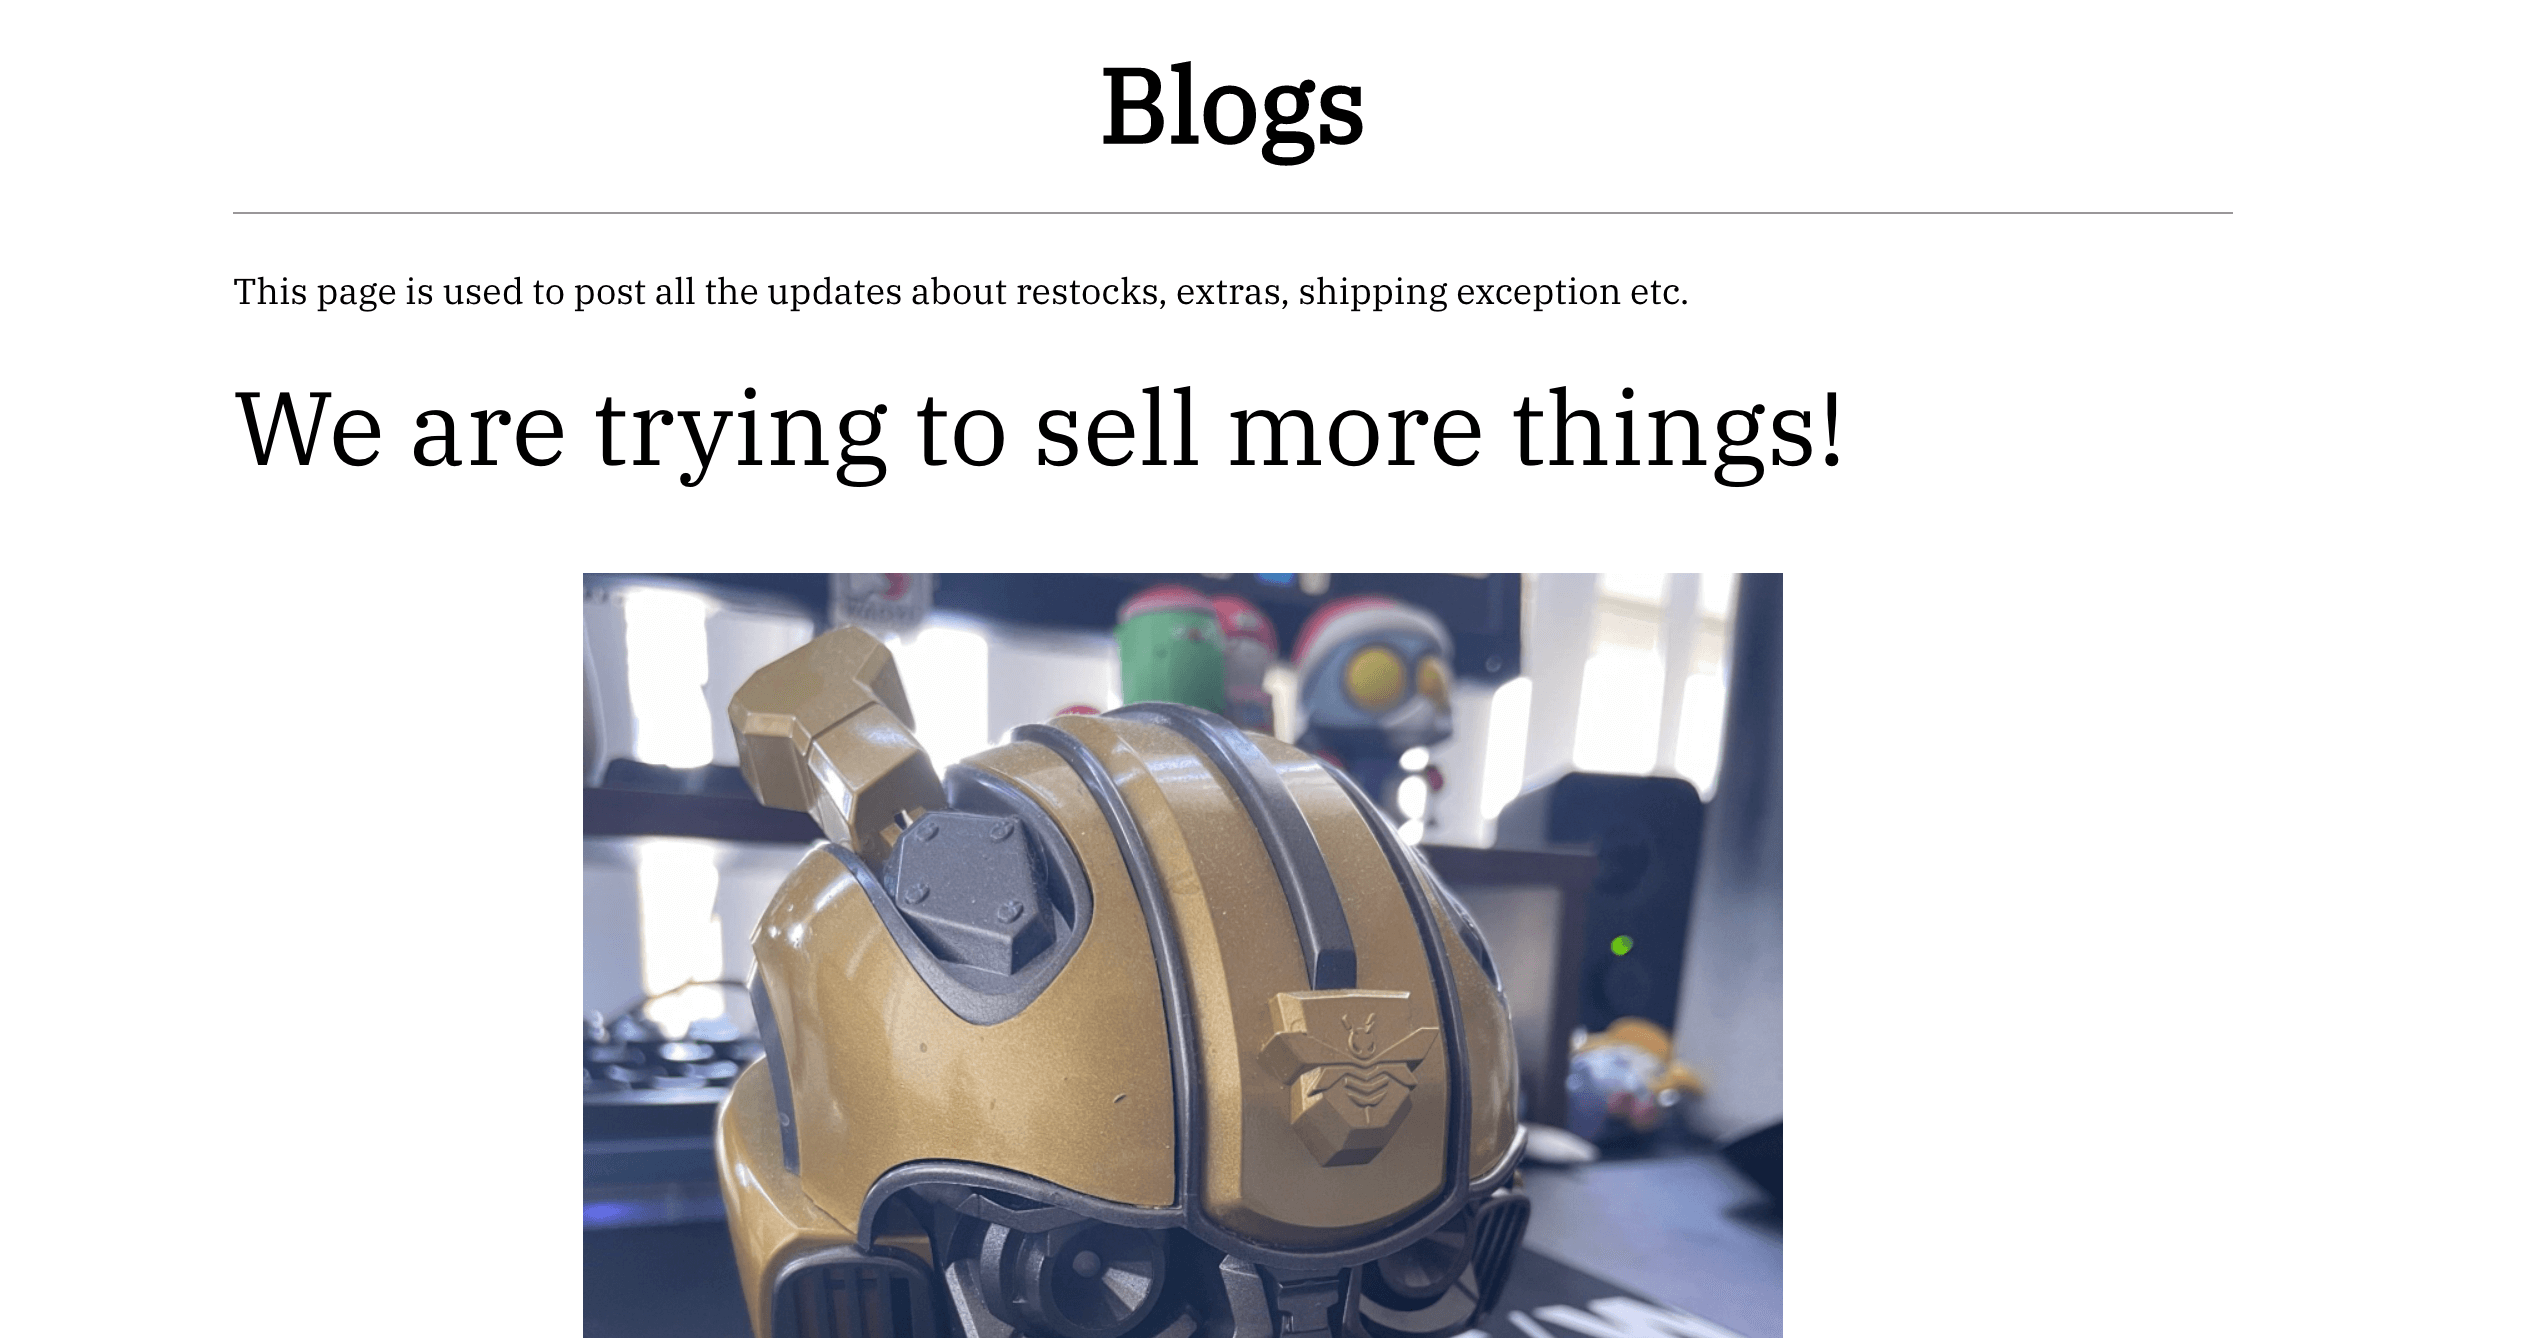 Blogs
This page is used to post all the updates about restocks, extras, shipping exception etc.
We are trying to sell more things!